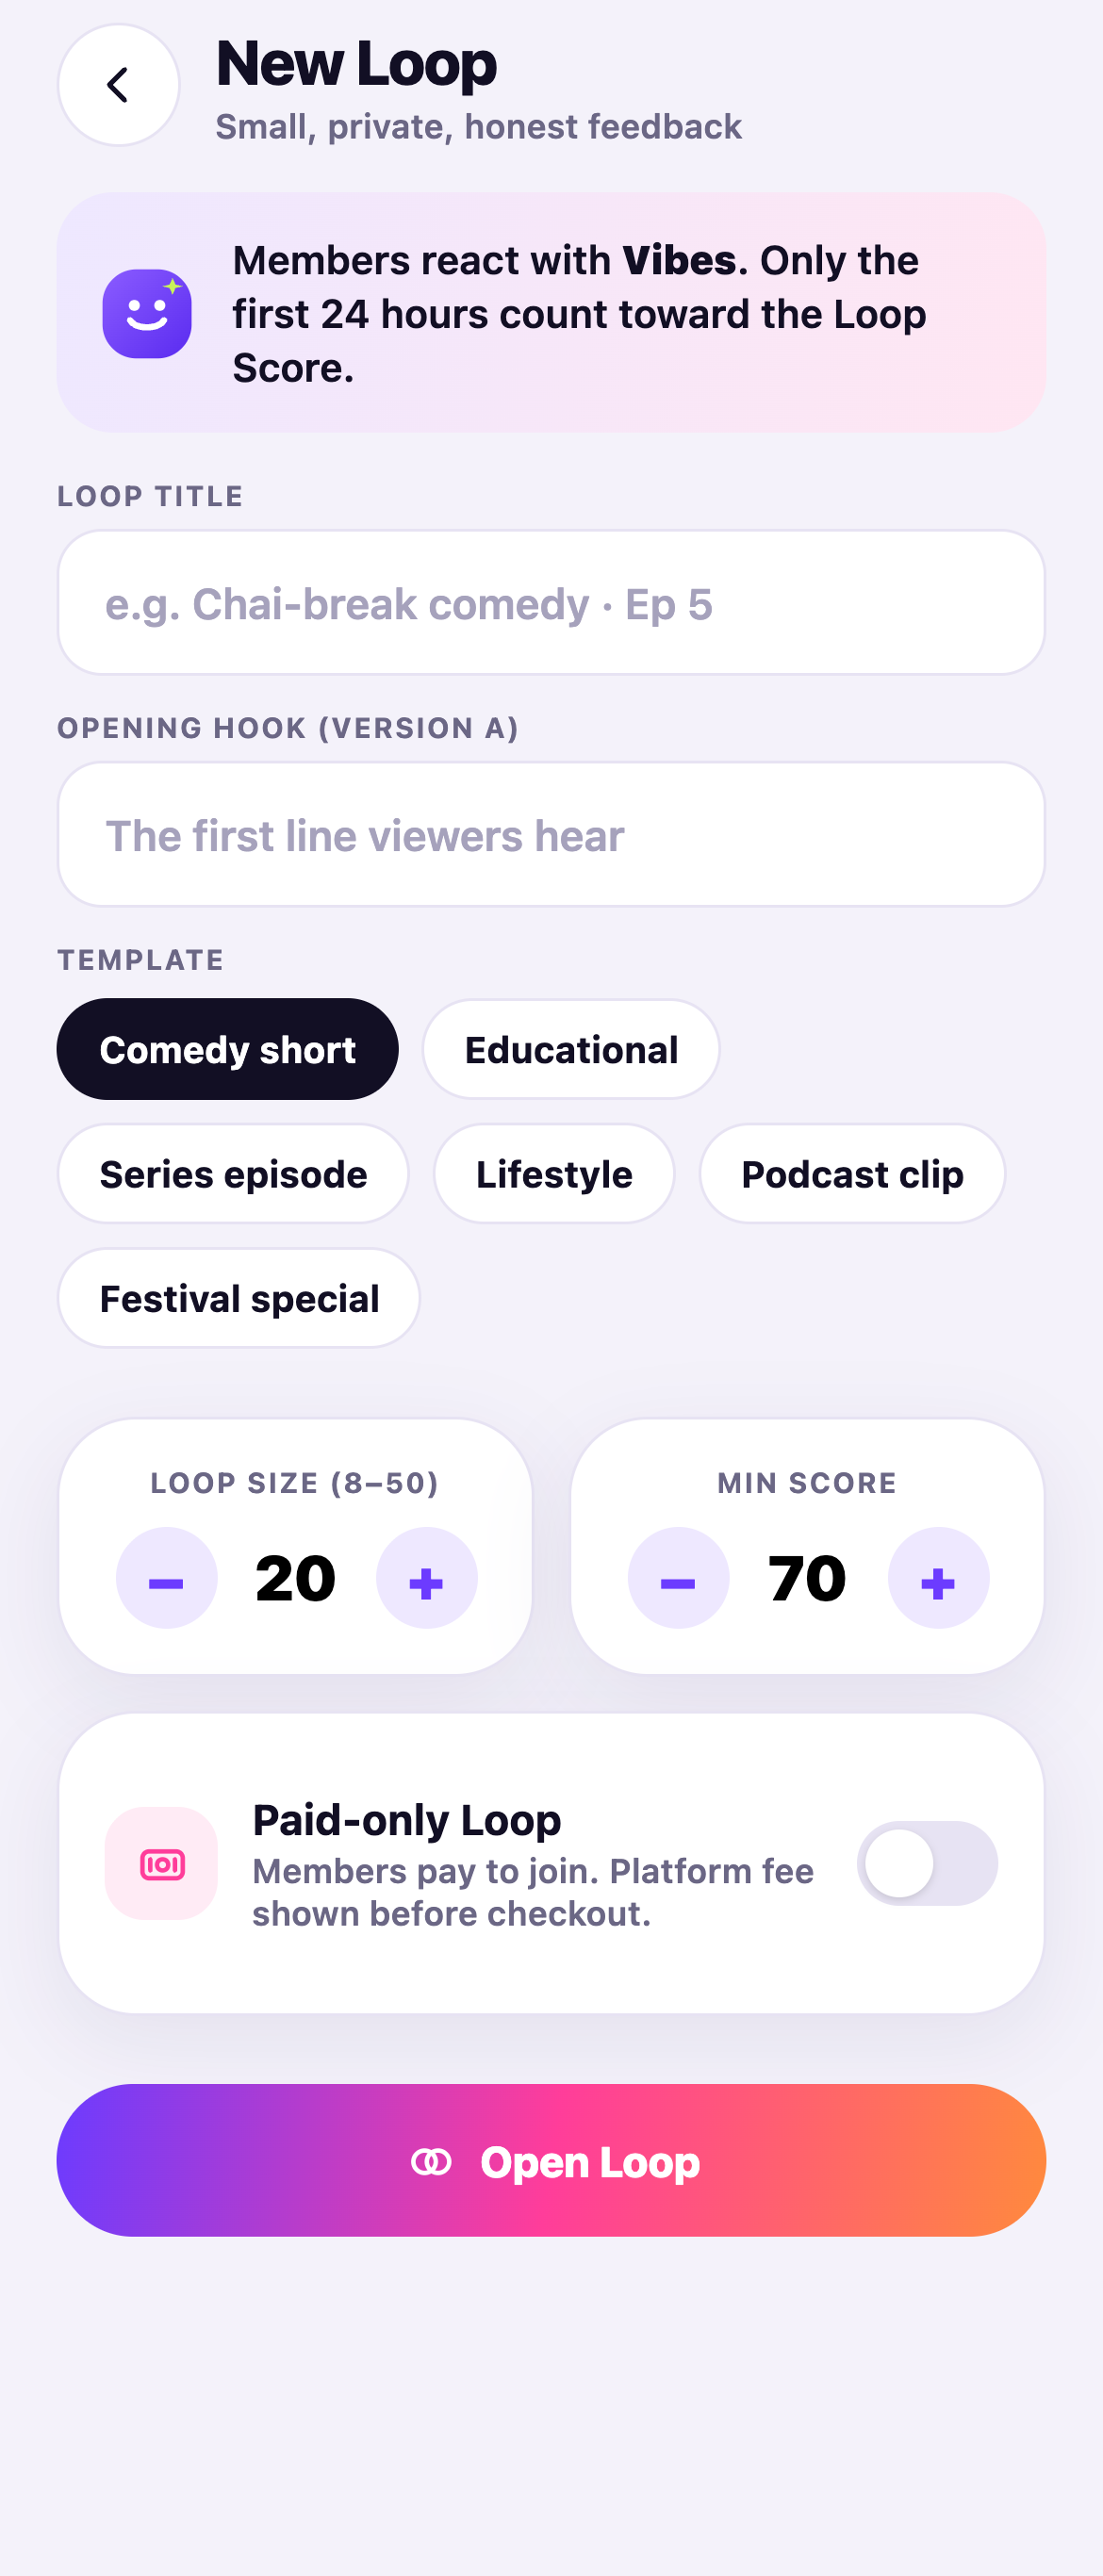 New Loop
Small, private, honest feedback
Members react with Vibes. Only the
first 24 hours count toward the Loop
Score.
LOOP TITLE
e.g. Chai-break comedy · Ep 5
OPENING HOOK (VERSION A)
The first line viewers hear
TEMPLATE
Comedy short
Educational
Series episode
Lifestyle
Podcast clip
Festival special
LOOP SIZE (8–50)
MIN SCORE
– 20 +
– 70 +
Paid-only Loop
Members pay to join. Platform fee
shown before checkout.
Open Loop